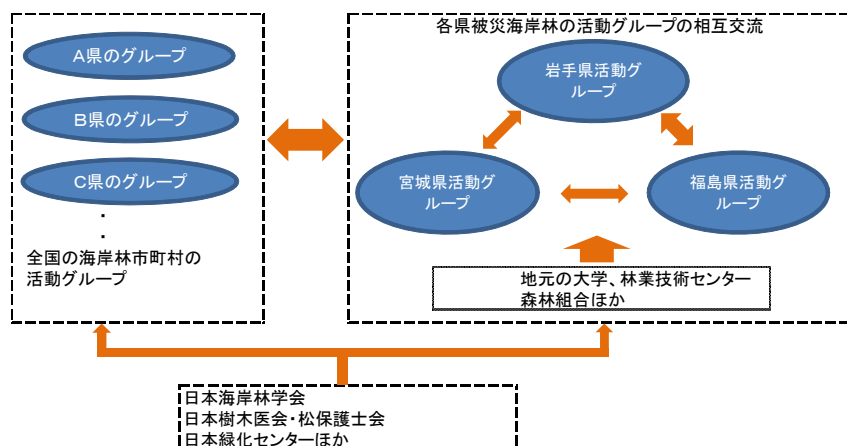 A県のグループ
B県のグループ
C県のグループ
・
・
全国の海岸林市町村の
活動グループ
各県被災海岸林の活動グループの相互交流
岩手県活動グ
ループ
宮城県活動グ
ループ
福島県活動グ
ループ
地元の大学、林業技術センター
森林組合ほか
日本海岸林学会
日本樹木医会・松保護士会
日本緑化センターほか